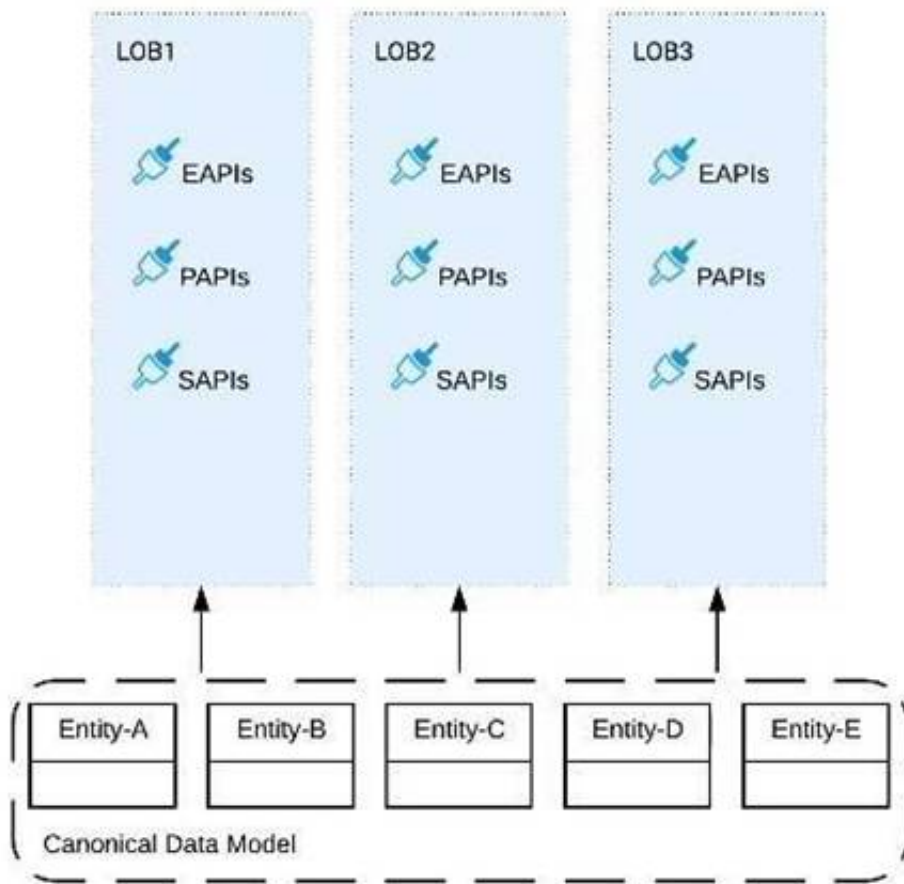 LOB1 LOB2 LOB3
EAPIs EAPIs EAPIs
PAPIs PAPIs PAPIs
SAPIs SAPIs SAPIs
Entity-A Entity-B Entity-C Entity-D Entity-E
Canonical Data Model